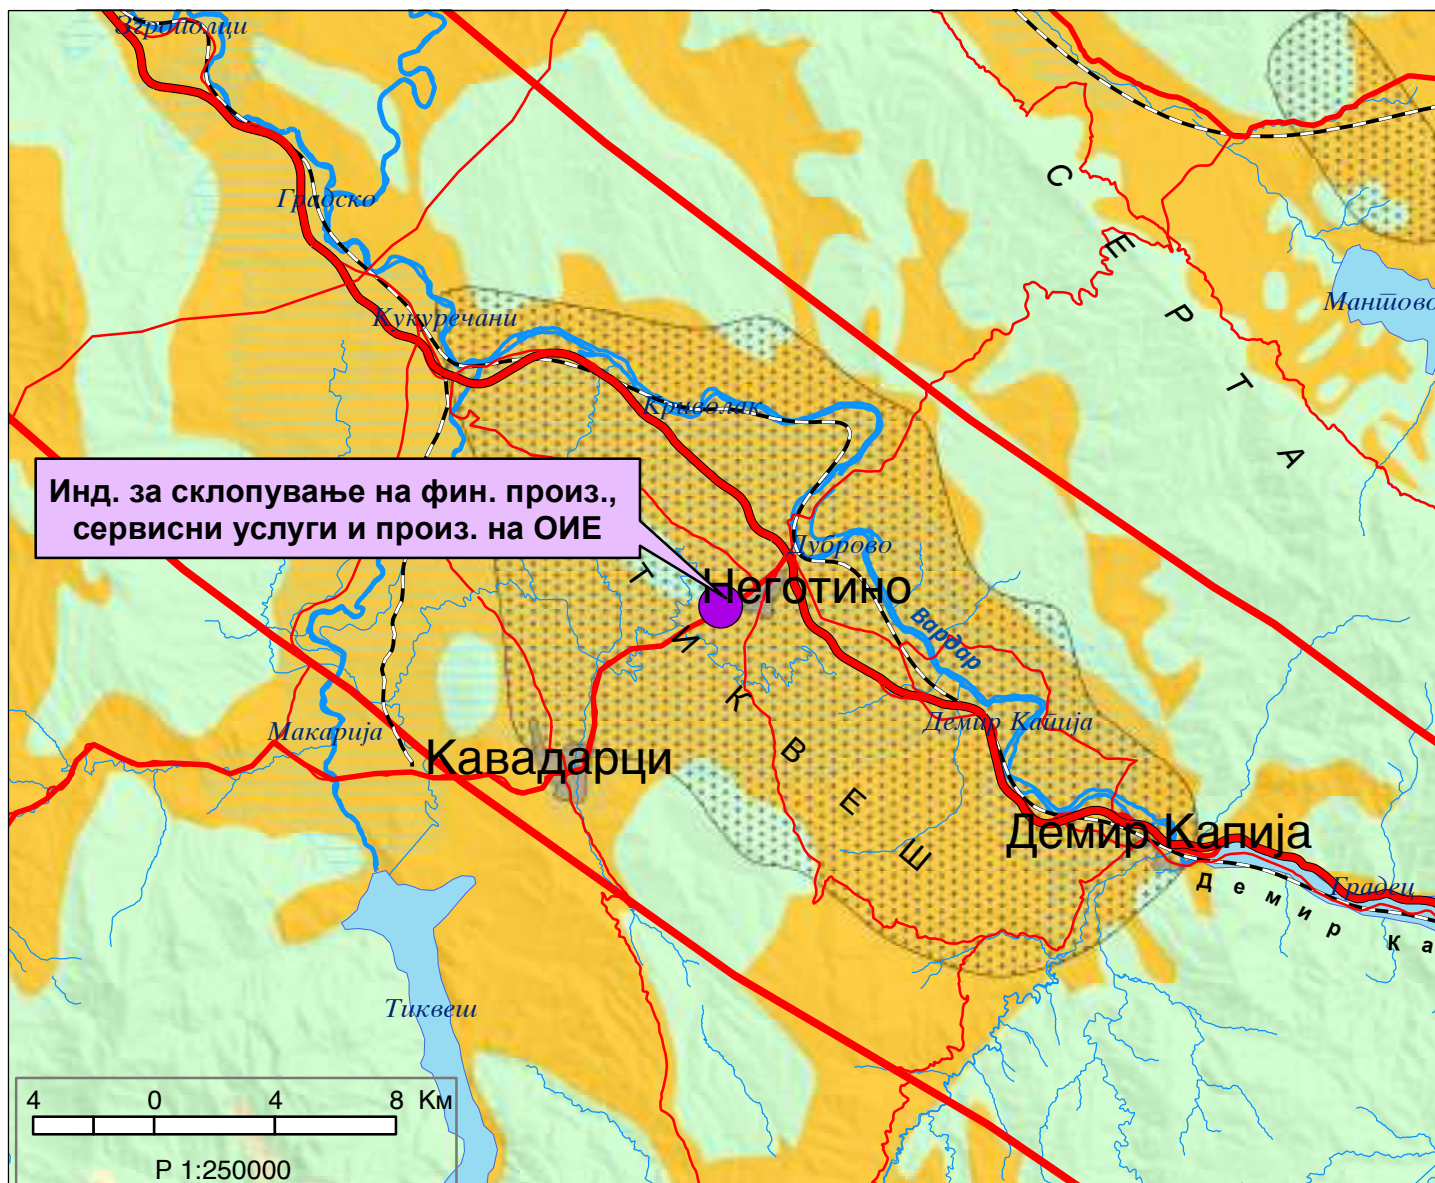 Згрополци
Градско
Кукуречани
С
Е
Р
Т
А
Мантово
Криволак
Инд. за склопување на фин. произ.,
сервисни услуги и произ. на ОИЕ
Дуброво
Неготино
Вардар
Т
И
К
В
Е
Ш
Демир Капија
Макарија
Кавадарци
Демир Капија
Градец
Д е м и р К а
Тиквеш
4 0 4 8 Км
Р 1:250000